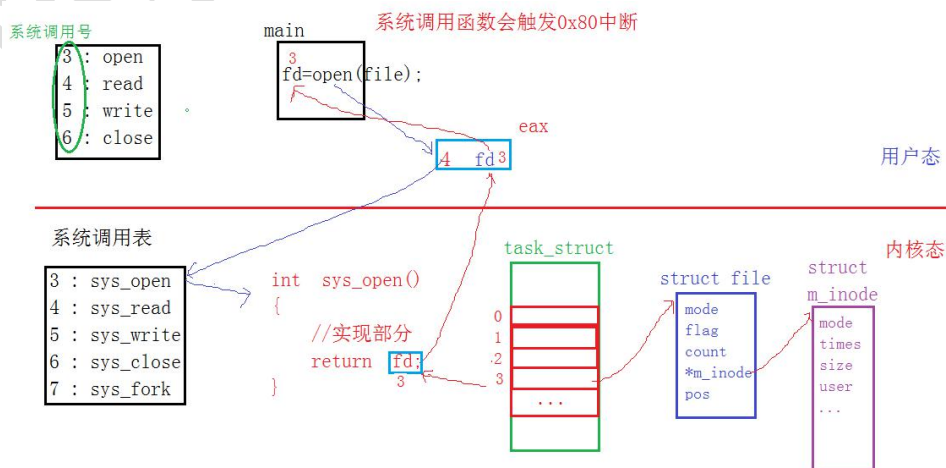 系统调用函数会触发0x80中断
系统调用号
3 : open
4 : read
5 : write
6 : close
main
3
fd=open(file);
eax
4 fd 3
用户态
内核态
系统调用表
3 : sys_open
4 : sys_read
5 : sys_write
6 : sys_close
7 : sys_fork
int sys_open()
{
//实现部分
return fd;
3
}
task_struct
0
1
2
3
...
struct file
mode
flag
count
*m_inode
pos
struct
m_inode
mode
times
size
user
...